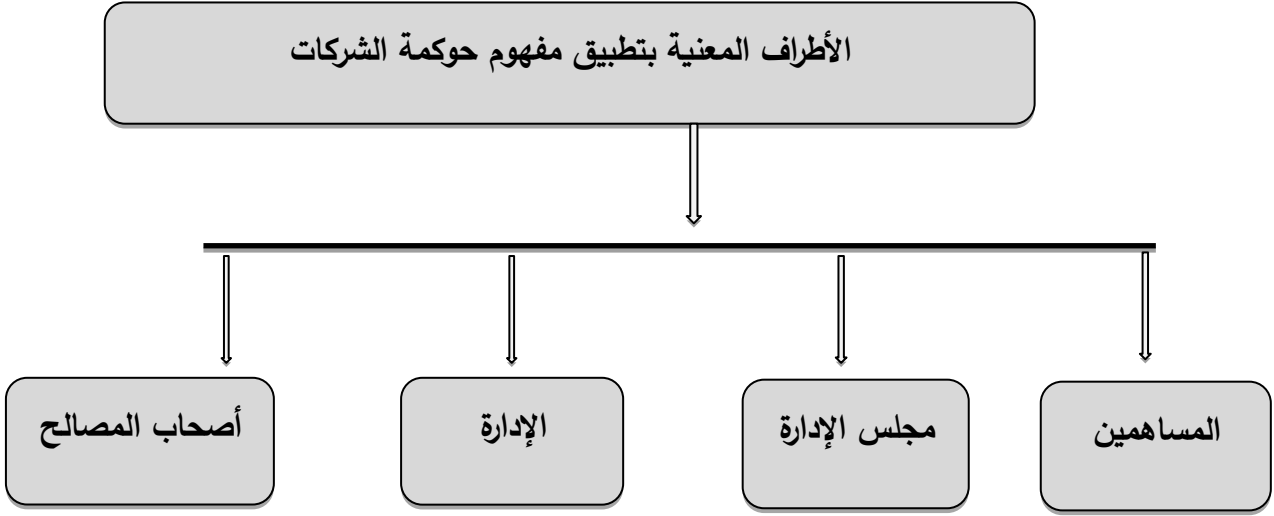 الأطراف المعنية بتطبيق مفهوم حوكمة الشركات
المساهمين
مجلس الإدارة
الإدارة
أصحاب المصالح